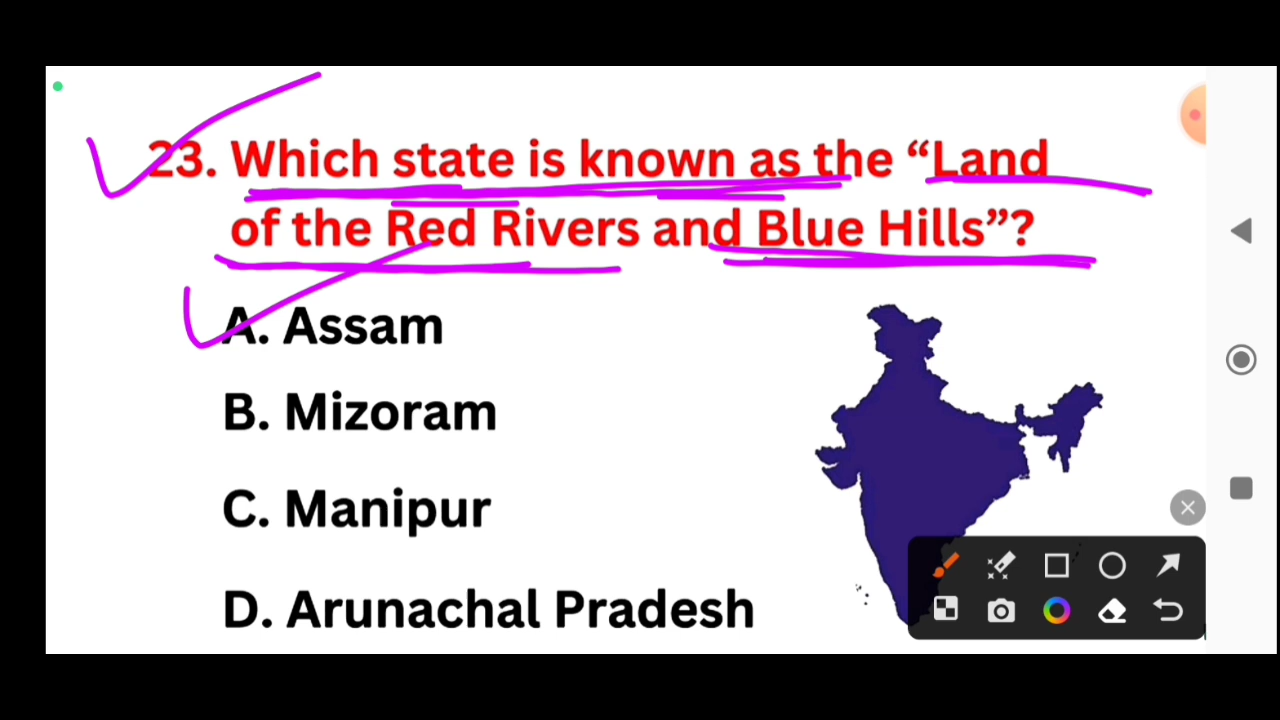 23. Which state is known as the “Land
of the Red Rivers and Blue Hills”?
A. Assam
B. Mizoram
C. Manipur
D. Arunachal Pradesh